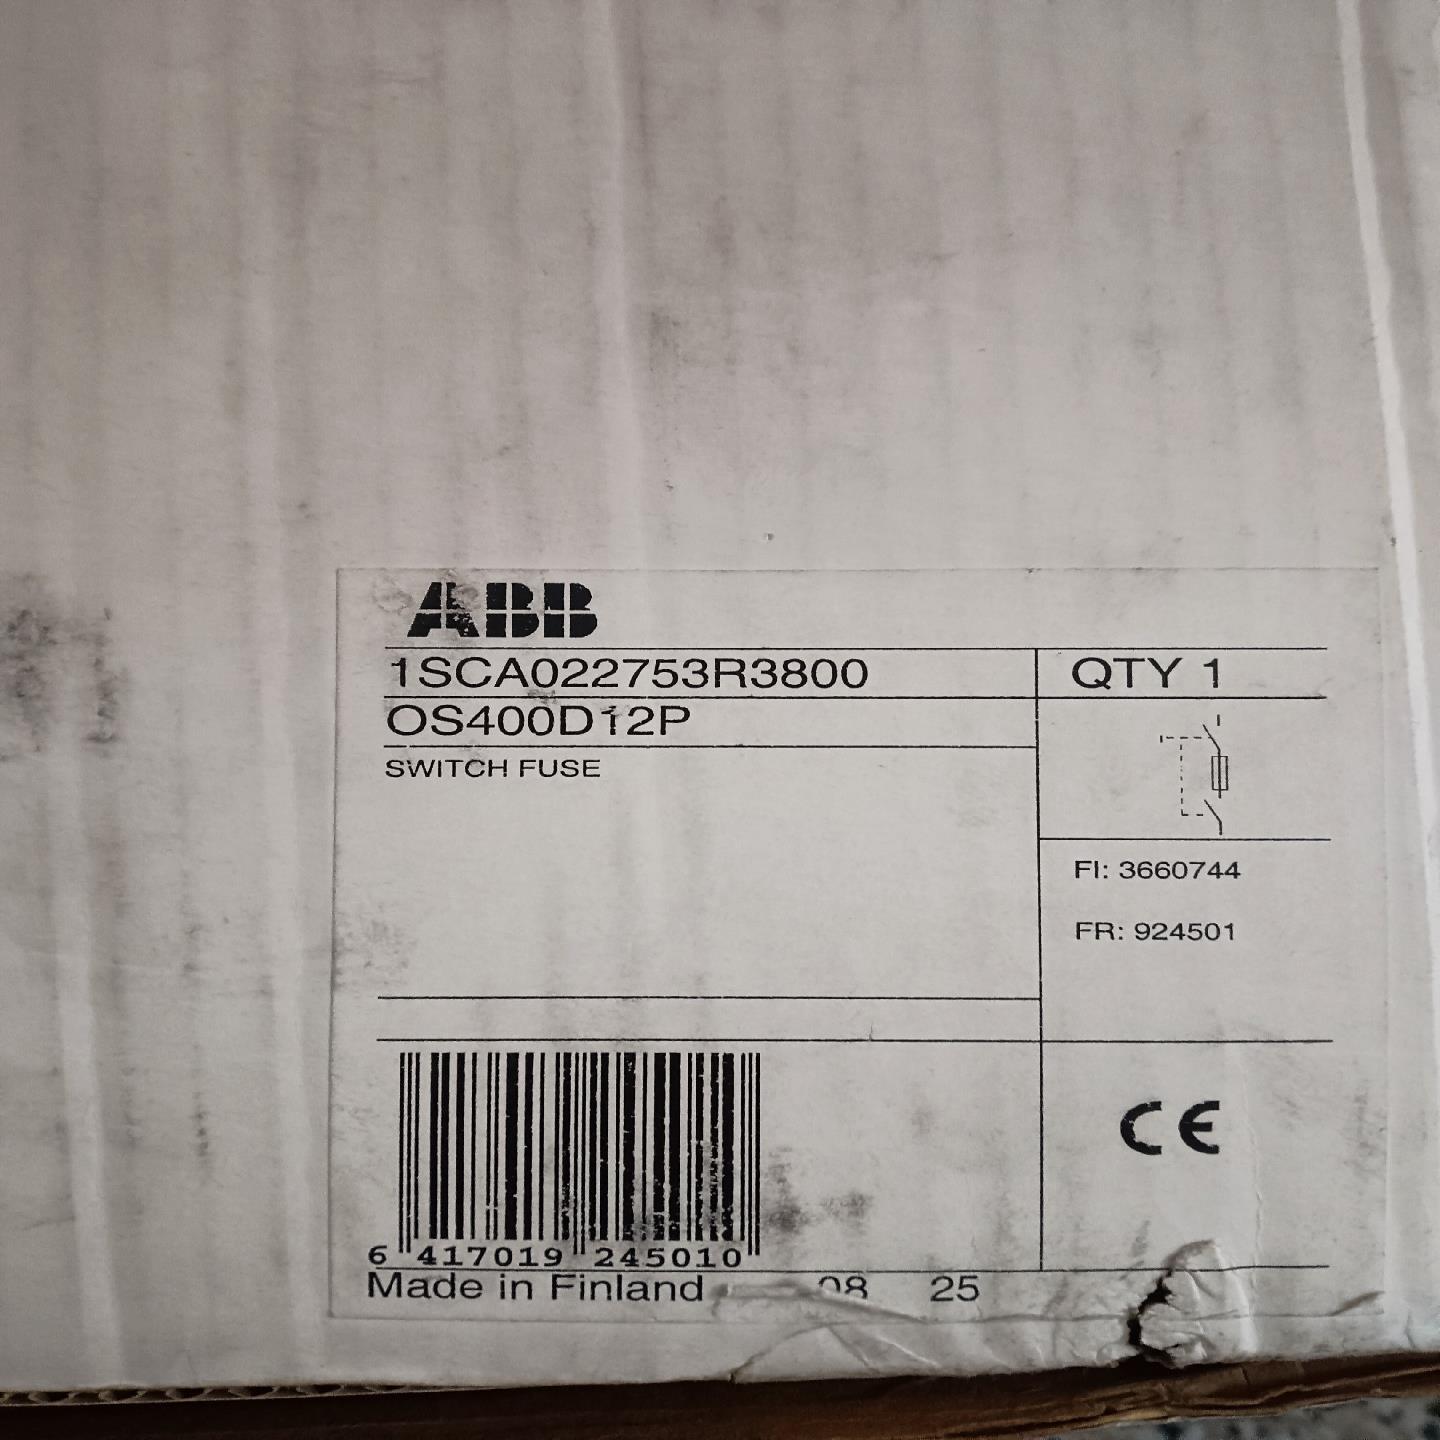 ABB
1SCA022753R3800
QTY 1
OS400D12P
SWITCH FUSE
FI: 3660744
FR: 924501
CE
6 417019 245010
Made in Finland 08 25